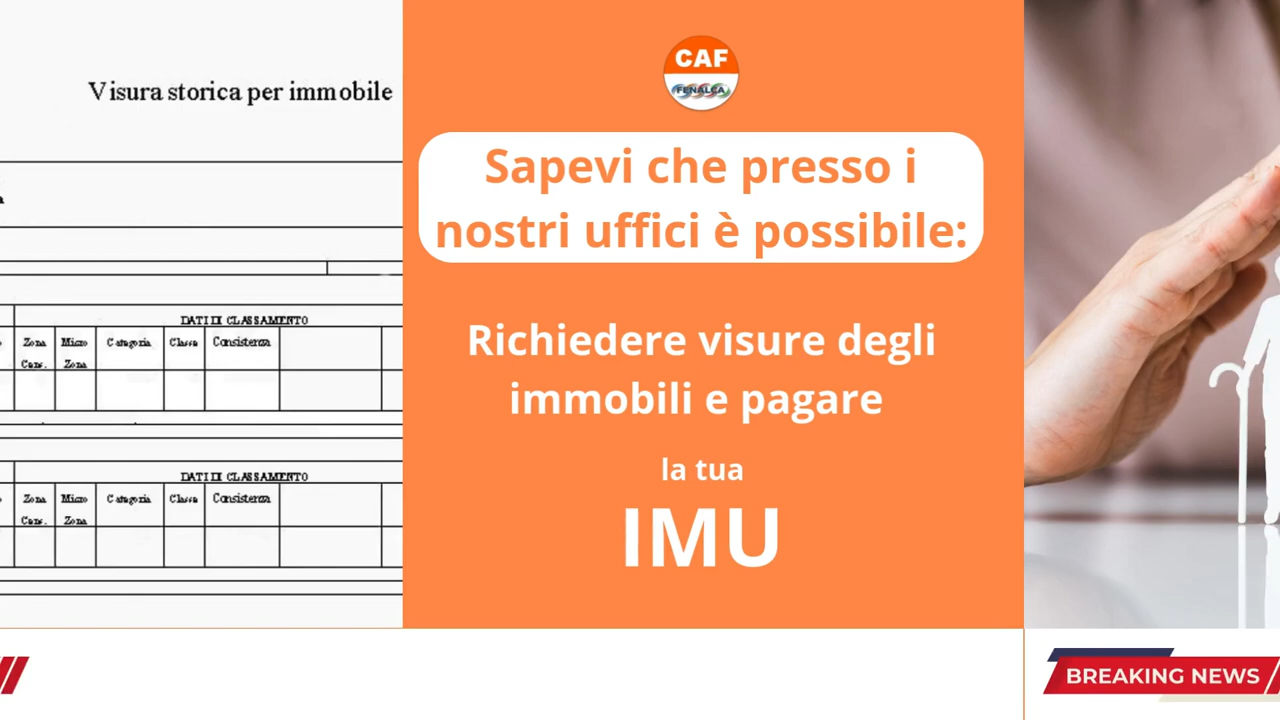 Visura storica per immobile
DATI DI CLASSAMENTO
Zona Micro Categoria Classe Consistenza
Cens. Zona
DATI DI CLASSAMENTO
Zona Micro Categoria Classe Consistenza
Cens. Zona
CAF
FENALCA
Sapevi che presso i
nostri uffici è possibile:
Richiedere visure degli
immobili e pagare
la tua
IMU
BREAKING NEWS